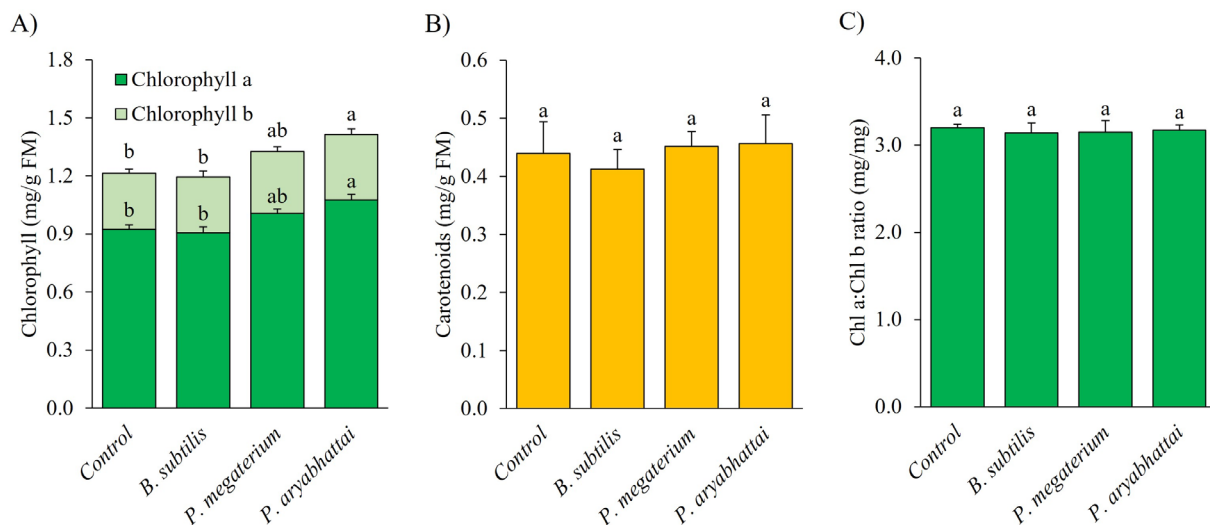 A)
Chlorophyll (mg/g FM)
1.8
1.5
1.2
0.9
0.6
0.3
0.0
Chlorophyll a
Chlorophyll b
b
b
ab
a
b
b
ab
a
Control
B. subtilis
P. megaterium
P. aryabhattai
B)
Carotenoids (mg/g FM)
0.6
0.5
0.4
0.3
0.2
0.1
0.0
a
a
a
a
Control
B. subtilis
P. megaterium
P. aryabhattai
C)
Chl a:Chl b ratio (mg/mg)
4.0
3.0
2.0
1.0
0.0
a
a
a
a
Control
B. subtilis
P. megaterium
P. aryabhattai